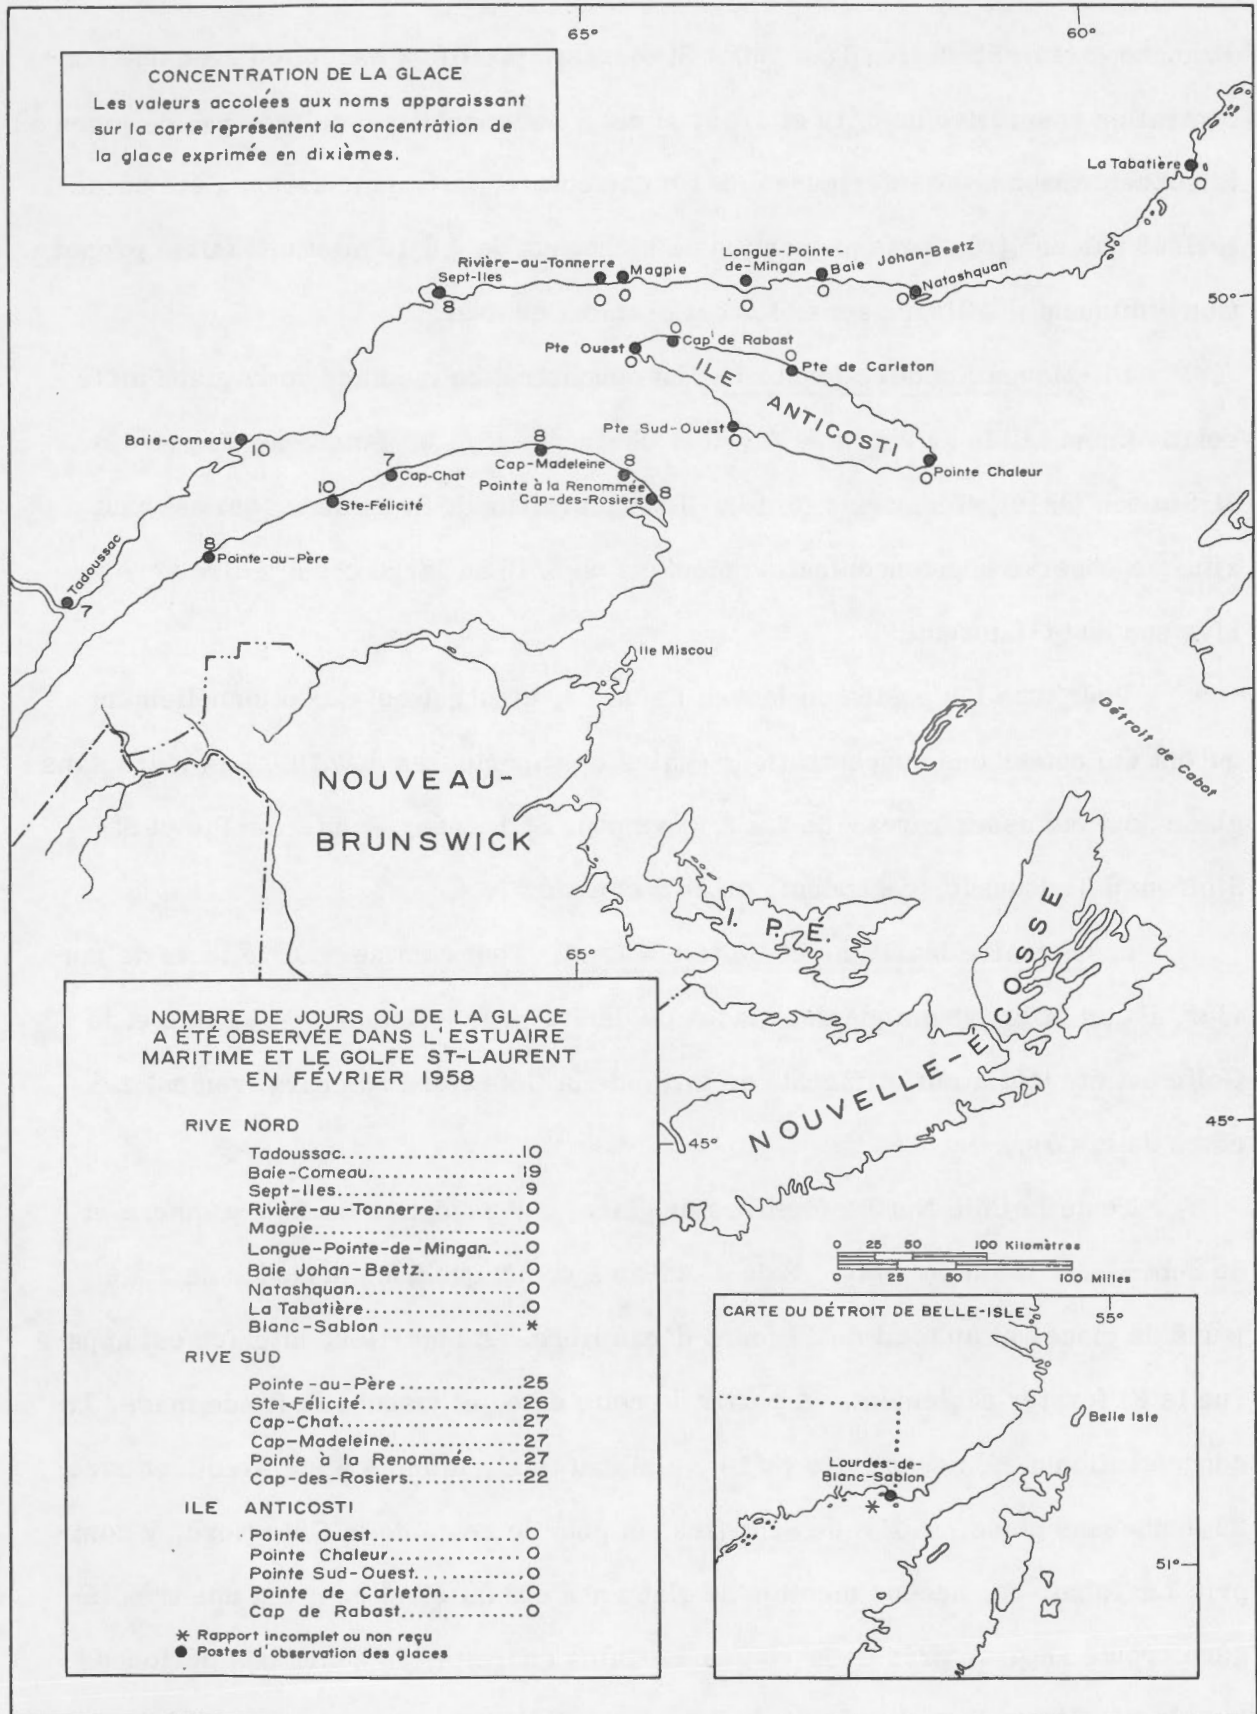 65°
60°
CONCENTRATION DE LA GLACE
Les valeurs accolées aux noms apparaissant
sur la carte représentent la concentration de
la glace exprimée en dixièmes.
La Tabatière
O
Rivière-au-Tonnerre
O
Sept-Iles
8
Magpie
O
Longue-Pointe-
de-Mingan
O
Baie Johan-Beetz
O
Natashquan
O
50°
Pte Ouest
O
Cap de Rabast
O
Pte de Carleton
O
ILE
ANTICOSTI
Pte Sud-Ouest
O
Pointe Chaleur
O
Baie-Comeau
10
8
Cap-Madeleine
7
Cap-Chat
8
Pointe à la Renommée
Cap-des-Rosiers
8
10
Ste-Félicité
8
Pointe-au-Père
Tadoussac
7
Ile Miscou
Détroit de Cabot
NOUVEAU-
BRUNSWICK
I. P. É.
NOUVELLE-ECOSSE
65°
45°
45°
NOMBRE DE JOURS OÙ DE LA GLACE
A ÉTÉ OBSERVÉE DANS L'ESTUAIRE
MARITIME ET LE GOLFE ST-LAURENT
EN FÉVRIER 1958
RIVE NORD
Tadoussac....................10
Baie-Comeau..................19
Sept-Iles.....................9
Rivière-au-Tonnerre..........O
Magpie.......................O
Longue-Pointe-de-Mingan.....O
Baie Johan-Beetz.............O
Natashquan...................O
La Tabatière.................O
Blanc-Sablon.................*
RIVE SUD
Pointe-au-Père...............25
Ste-Félicité.................26
Cap-Chat.....................27
Cap-Madeleine................27
Pointe à la Renommée.....27
Cap-des-Rosiers..............22
ILE ANTICOSTI
Pointe Ouest.................O
Pointe Chaleur...............O
Pointe Sud-Ouest.............O
Pointe de Carleton...........O
Cap de Rabast................O
* Rapport incomplet ou non reçu
● Postes d'observation des glaces
0 25 50 100 Kilomètres
0 25 50 100 Milles
CARTE DU DÉTROIT DE BELLE-ISLE
55°
Belle Isle
Lourdes-de-
Blanc-Sablon
*
51°